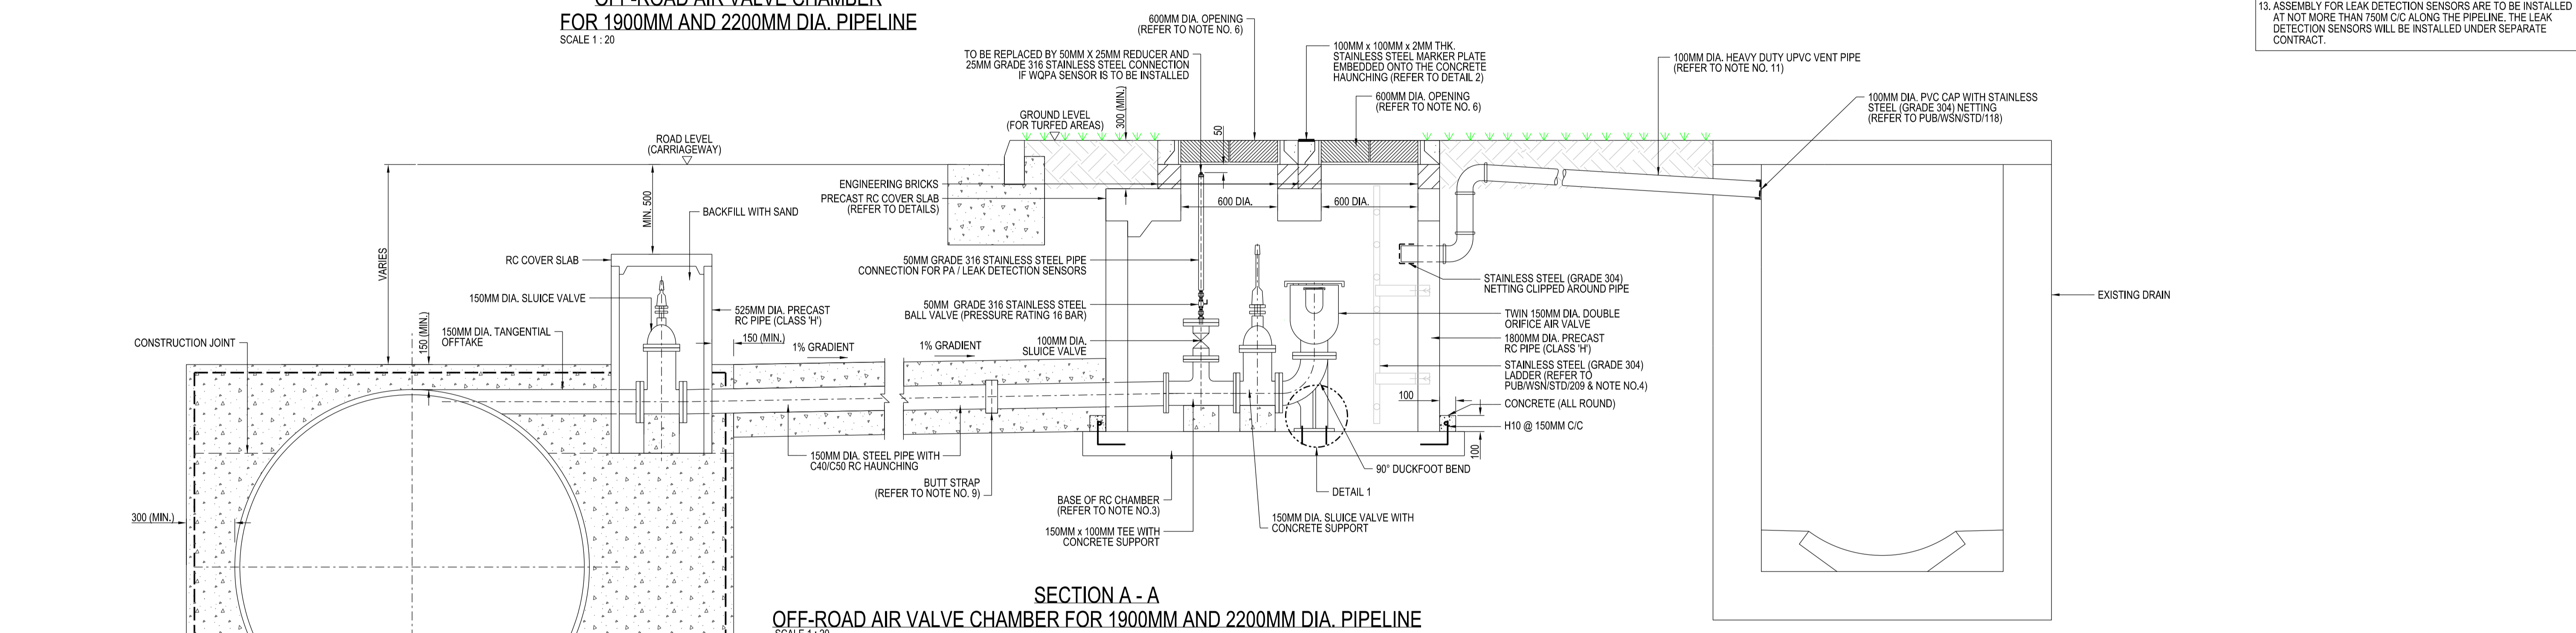 OFF-ROAD AIR VALVE CHAMBER
FOR 1900MM AND 2200MM DIA. PIPELINE
SCALE 1 : 20
13. ASSEMBLY FOR LEAK DETECTION SENSORS ARE TO BE INSTALLED
AT NOT MORE THAN 750M C/C ALONG THE PIPELINE. THE LEAK
DETECTION SENSORS WILL BE INSTALLED UNDER SEPARATE
CONTRACT.
600MM DIA. OPENING
(REFER TO NOTE NO. 6)
TO BE REPLACED BY 50MM X 25MM REDUCER AND
25MM GRADE 316 STAINLESS STEEL CONNECTION
IF WQPA SENSOR IS TO BE INSTALLED
100MM x 100MM x 2MM THK.
STAINLESS STEEL MARKER PLATE
EMBEDDED ONTO THE CONCRETE
HAUNCHING (REFER TO DETAIL 2)
600MM DIA. OPENING
(REFER TO NOTE NO. 6)
100MM DIA. HEAVY DUTY UPVC VENT PIPE
(REFER TO NOTE NO. 11)
100MM DIA. PVC CAP WITH STAINLESS
STEEL (GRADE 304) NETTING
(REFER TO PUB/WSN/STD/118)
GROUND LEVEL
(FOR TURFED AREAS)
300 (MIN.)
50
ROAD LEVEL
(CARRIAGEWAY)
ENGINEERING BRICKS
PRECAST RC COVER SLAB
(REFER TO DETAILS)
600 DIA.
600 DIA.
MIN. 500
BACKFILL WITH SAND
VARIES
RC COVER SLAB
50MM GRADE 316 STAINLESS STEEL PIPE
CONNECTION FOR PA / LEAK DETECTION SENSORS
STAINLESS STEEL (GRADE 304)
NETTING CLIPPED AROUND PIPE
EXISTING DRAIN
150MM DIA. SLUICE VALVE
525MM DIA. PRECAST
RC PIPE (CLASS 'H')
50MM GRADE 316 STAINLESS STEEL
BALL VALVE (PRESSURE RATING 16 BAR)
TWIN 150MM DIA. DOUBLE
ORIFICE AIR VALVE
CONSTRUCTION JOINT
150 (MIN.)
150MM DIA. TANGENTIAL
OFFTAKE
150 (MIN.)
1% GRADIENT
1% GRADIENT
100MM DIA.
SLUICE VALVE
1800MM DIA. PRECAST
RC PIPE (CLASS 'H')
STAINLESS STEEL (GRADE 304)
LADDER (REFER TO
PUB/WSN/STD/209 & NOTE NO.4)
100
CONCRETE (ALL ROUND)
H10 @ 150MM C/C
100
150MM DIA. STEEL PIPE WITH
C40/C50 RC HAUNCHING
BUTT STRAP
(REFER TO NOTE NO. 9)
90° DUCKFOOT BEND
DETAIL 1
BASE OF RC CHAMBER
(REFER TO NOTE NO.3)
300 (MIN.)
150MM DIA. SLUICE VALVE WITH
CONCRETE SUPPORT
150MM x 100MM TEE WITH
CONCRETE SUPPORT
SECTION A - A
OFF-ROAD AIR VALVE CHAMBER FOR 1900MM AND 2200MM DIA. PIPELINE
SCALE 1 : 20